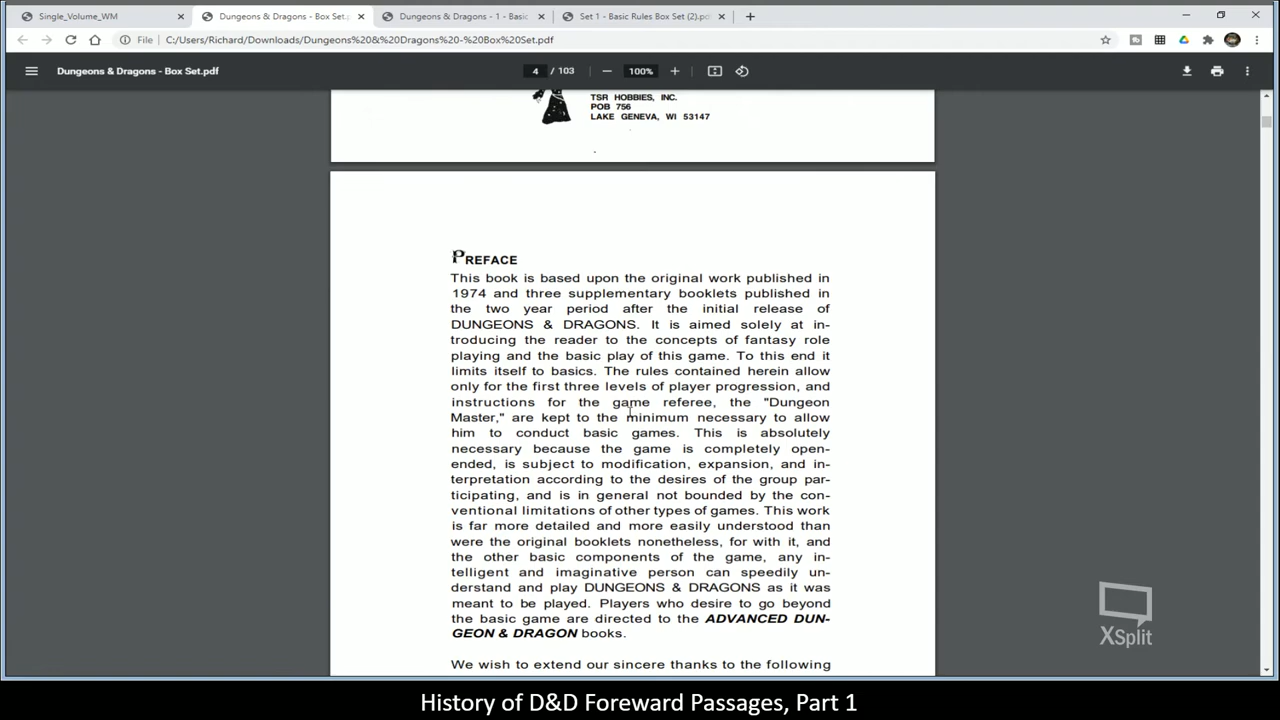 Single_Volume_WM
Dungeons & Dragons - Box Set.p
Dungeons & Dragons - 1 - Basic
Set 1 - Basic Rules Box Set (2).pd
File
C:/Users/Richard/Downloads/Dungeons%20&%20Dragons%20-%20Box%20Set.pdf
Dungeons & Dragons - Box Set.pdf
4 / 103
100%
TSR HOBBIES, INC.
POB 756
LAKE GENEVA, WI 53147
PREFACE
This book is based upon the original work published in
1974 and three supplementary booklets published in
the two year period after the initial release of
DUNGEONS & DRAGONS. It is aimed solely at in-
troducing the reader to the concepts of fantasy role
playing and the basic play of this game. To this end it
limits itself to basics. The rules contained herein allow
only for the first three levels of player progression, and
instructions for the game referee, the "Dungeon
Master," are kept to the minimum necessary to allow
him to conduct basic games. This is absolutely
necessary because the game is completely open-
ended, is subject to modification, expansion, and in-
terpretation according to the desires of the group par-
ticipating, and is in general not bounded by the con-
ventional limitations of other types of games. This work
is far more detailed and more easily understood than
were the original booklets nonetheless, for with it, and
the other basic components of the game, any in-
telligent and imaginative person can speedily un-
derstand and play DUNGEONS & DRAGONS as it was
meant to be played. Players who desire to go beyond
the basic game are directed to the ADVANCED DUN-
GEON & DRAGON books.
We wish to extend our sincere thanks to the following
XSplit
History of D&D Foreward Passages, Part 1